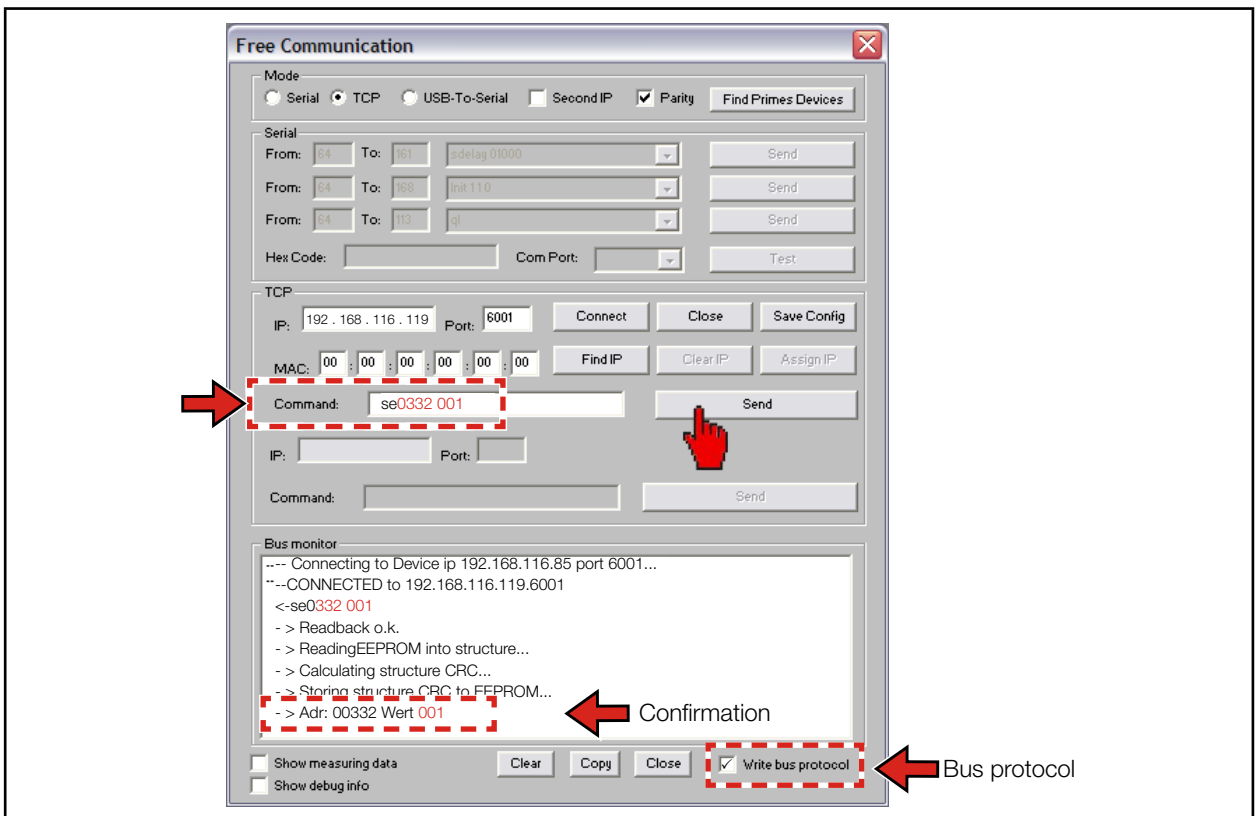 Free Communication
Mode
Serial TCP USB-To-Serial Second IP Parity Find Primes Devices
Serial
From: 64 To: 161 sdelay 01000 Send
From: 64 To: 168 Init 110 Send
From: 64 To: 113 ql Send
Hex Code: Com Port: Test
TCP
IP: 192 . 168 . 116 . 119 Port: 6001 Connect Close Save Config
MAC: 00 : 00 : 00 : 00 : 00 : 00 Find IP Clear IP Assign IP
Command: se0332 001 Send
IP: Port:
Command: Send
Bus monitor
---- Connecting to Device ip 192.168.116.85 port 6001...
----CONNECTED to 192.168.116.119.6001
<-se0332 001
- > Readback o.k.
- > ReadingEEPROM into structure...
- > Calculating structure CRC...
- > Storing structure CRC to EEPROM...
- > Adr: 00332 Wert 001
Confirmation
Show measuring data Clear Copy Close Write bus protocol
Bus protocol
Show debug info